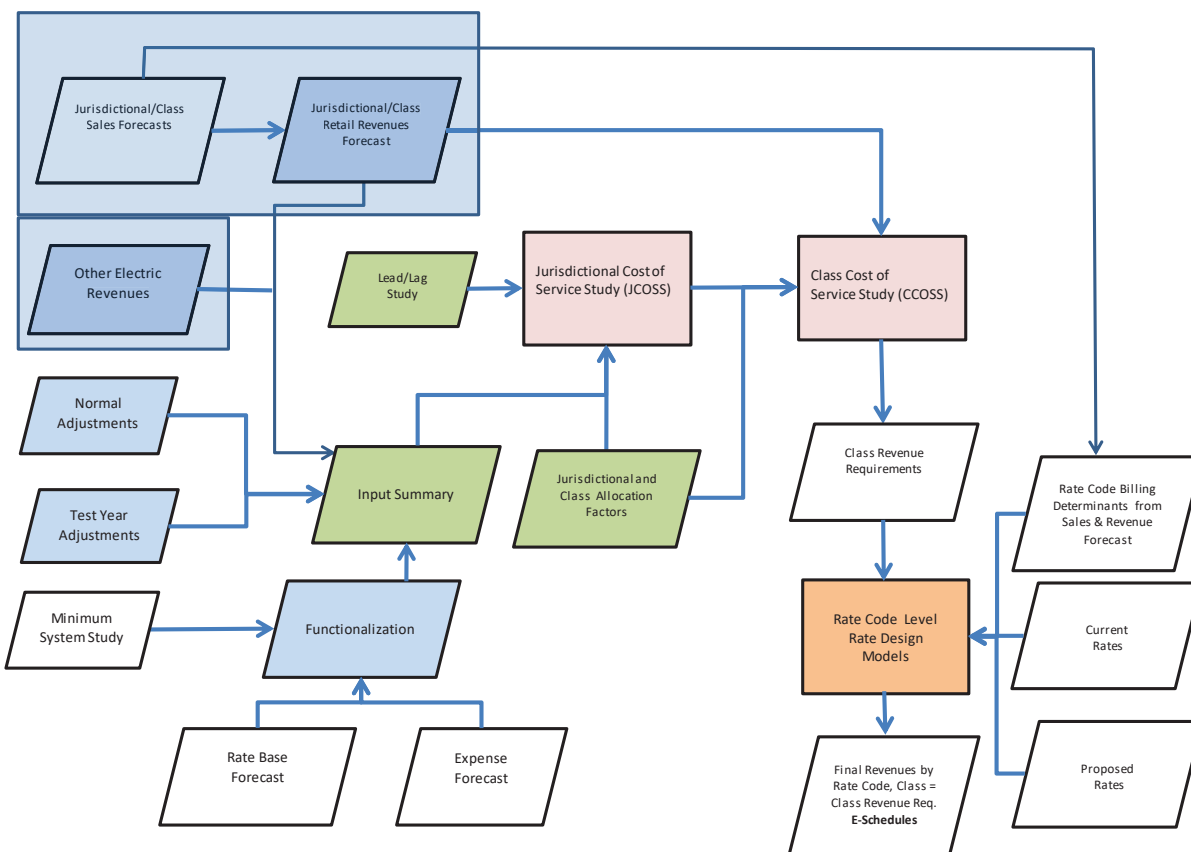 Jurisdictional/Class
Sales Forecasts
Jurisdictional/Class
Retail Revenues
Forecast
Other Electric
Revenues
Lead/Lag
Study
Jurisdictional Cost of
Service Study (JCOSS)
Class Cost of
Service Study (CCOSS)
Normal
Adjustments
Input Summary
Jurisdictional and
Class Allocation
Factors
Class Revenue
Requirements
Rate Code Billing
Determinants from
Sales & Revenue
Forecast
Test Year
Adjustments
Minimum
System Study
Functionalization
Rate Code Level
Rate Design
Models
Current
Rates
Rate Base
Forecast
Expense
Forecast
Final Revenues by
Rate Code, Class =
Class Revenue Req.
E-Schedules
Proposed
Rates